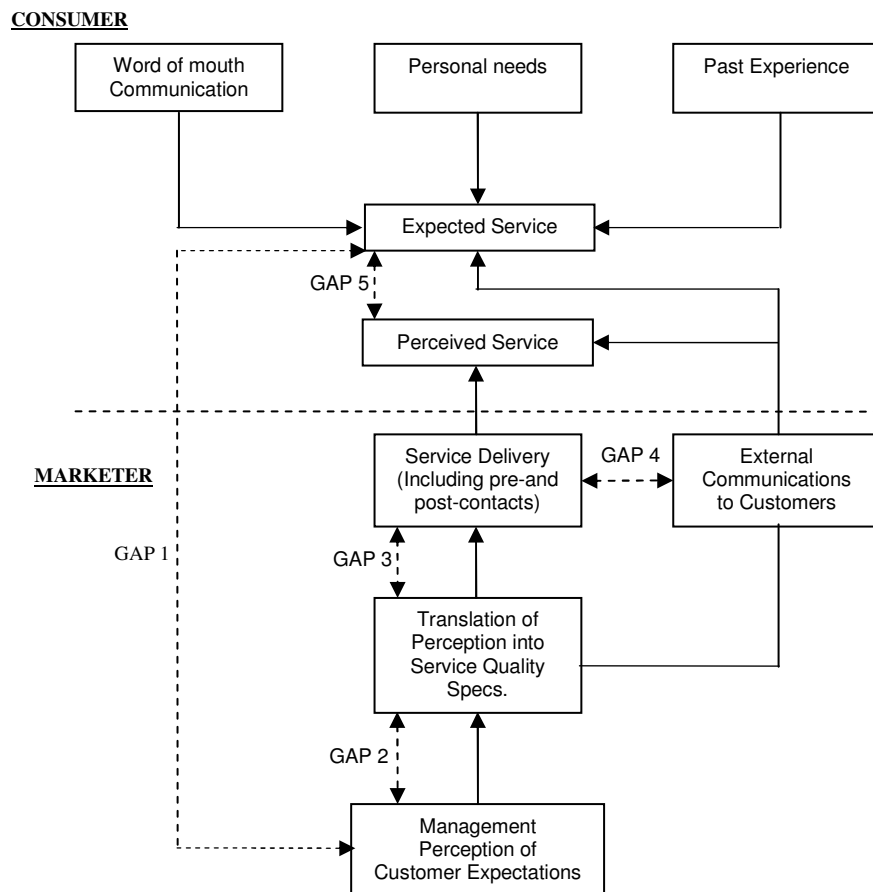 CONSUMER
Word of mouth
Communication
Personal needs
Past Experience
Expected Service
GAP 5
Perceived Service
MARKETER
Service Delivery
(Including pre-and
post-contacts)
GAP 4
External
Communications
to Customers
GAP 1
GAP 3
Translation of
Perception into
Service Quality
Specs.
GAP 2
Management
Perception of
Customer Expectations